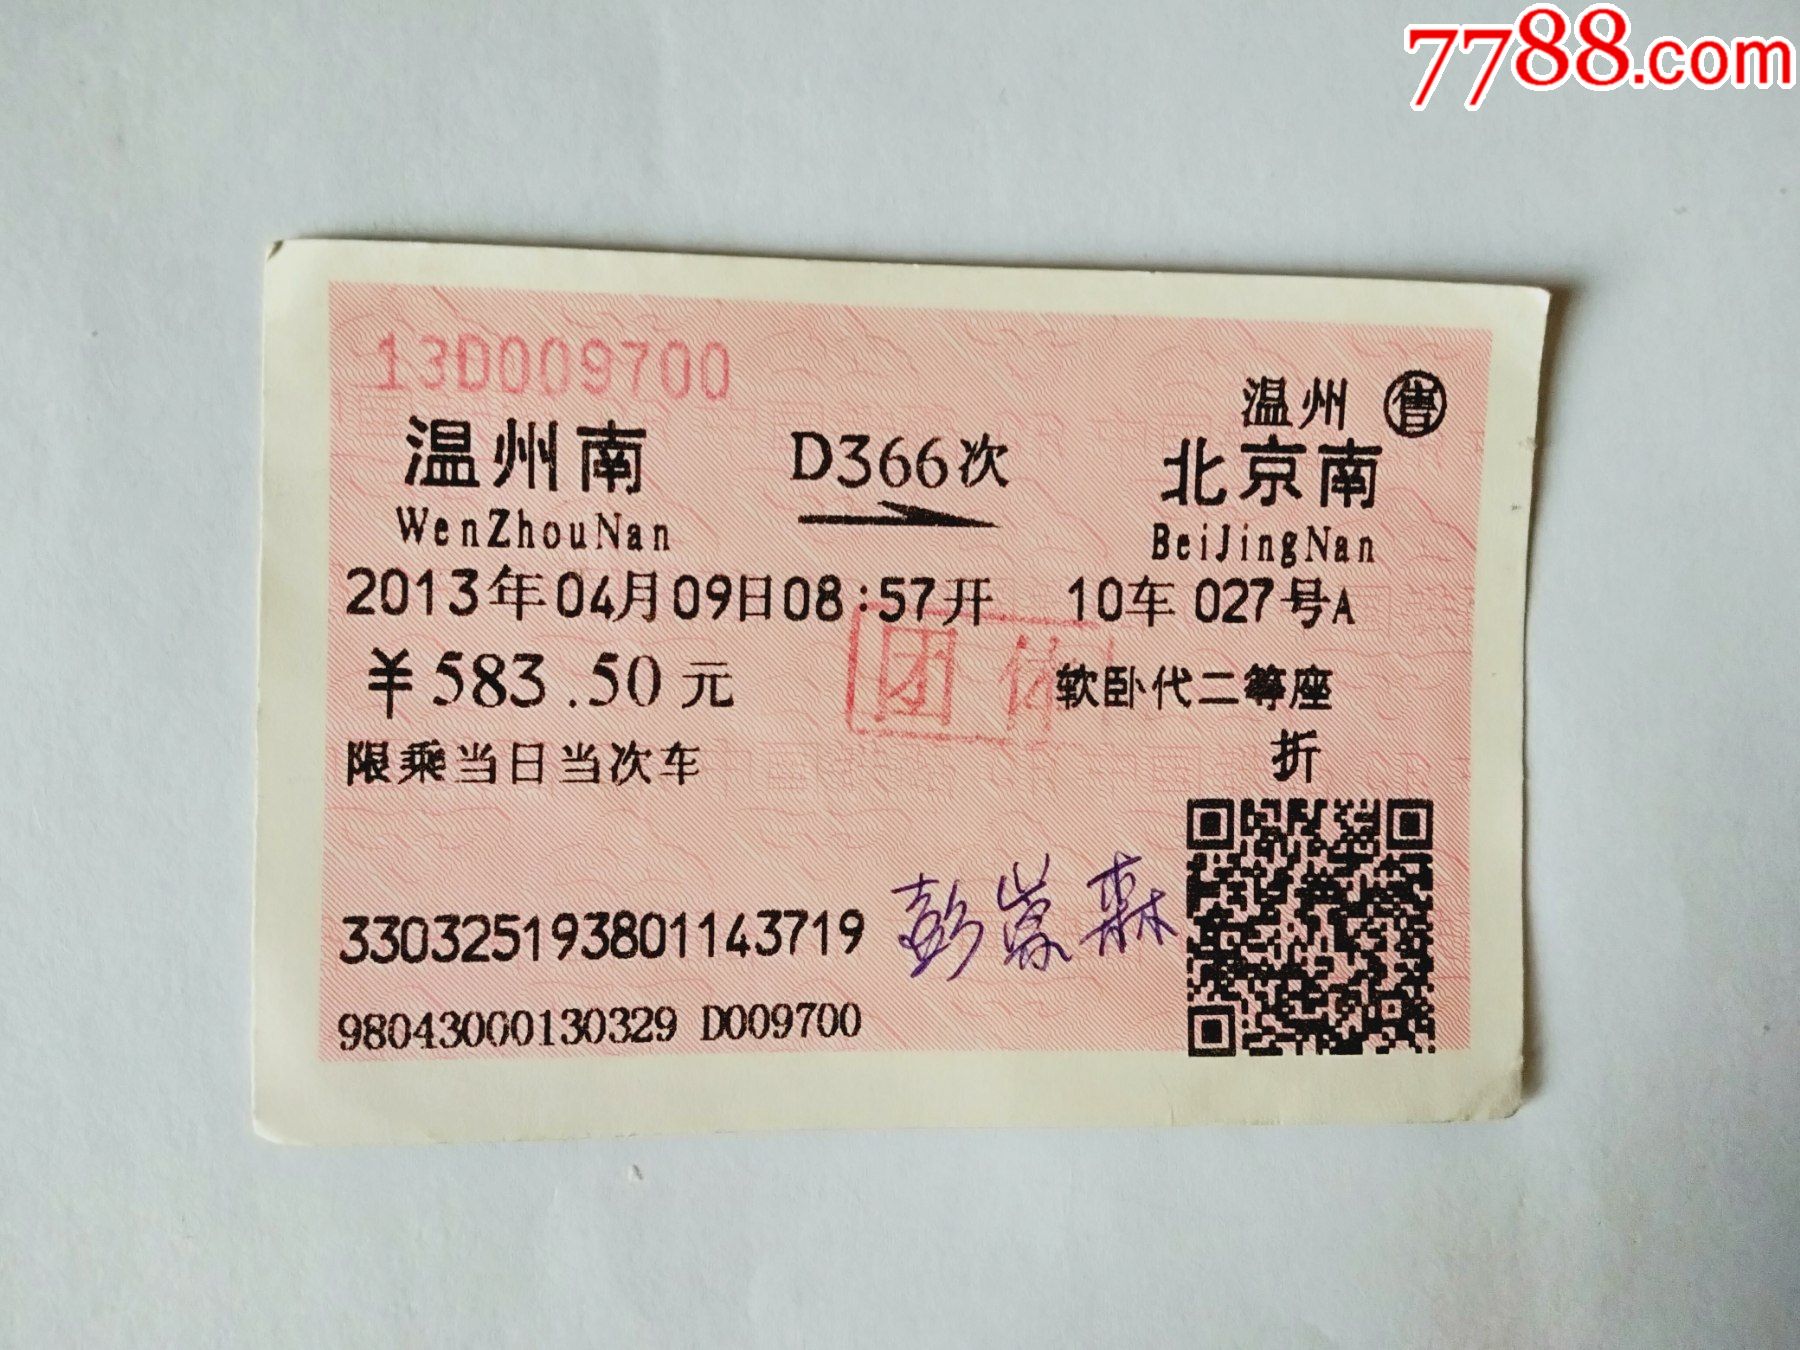 7788.com
13D009700
温州 售
温州南 D366次 北京南
WenZhouNan BeiJingNan
2013年04月09日08:57开 10车027号A
¥583.50元 软卧代二等座
团体
限乘当日当次车 折
330325193801143719
98043000130329 D009700